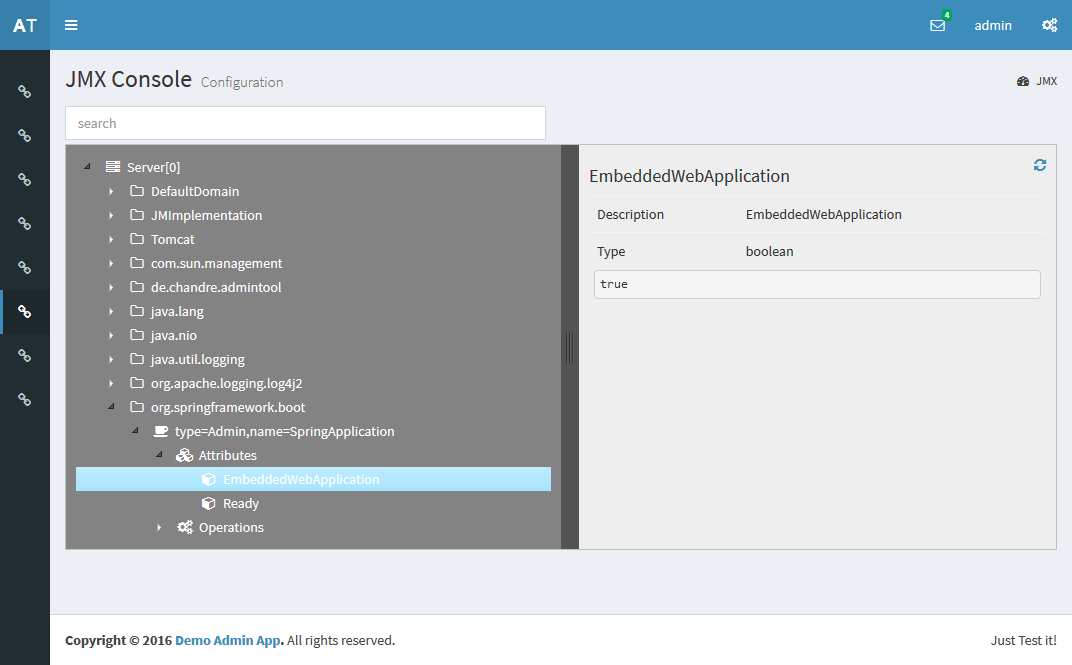 AT
4
admin
JMX Console Configuration
JMX
search
Server[0]
DefaultDomain
JMImplementation
Tomcat
com.sun.management
de.chandre.admintool
java.lang
java.nio
java.util.logging
org.apache.logging.log4j2
org.springframework.boot
type=Admin,name=SpringApplication
Attributes
EmbeddedWebApplication
Ready
Operations
EmbeddedWebApplication
Description EmbeddedWebApplication
Type boolean
true
Copyright © 2016 Demo Admin App. All rights reserved.
Just Test it!